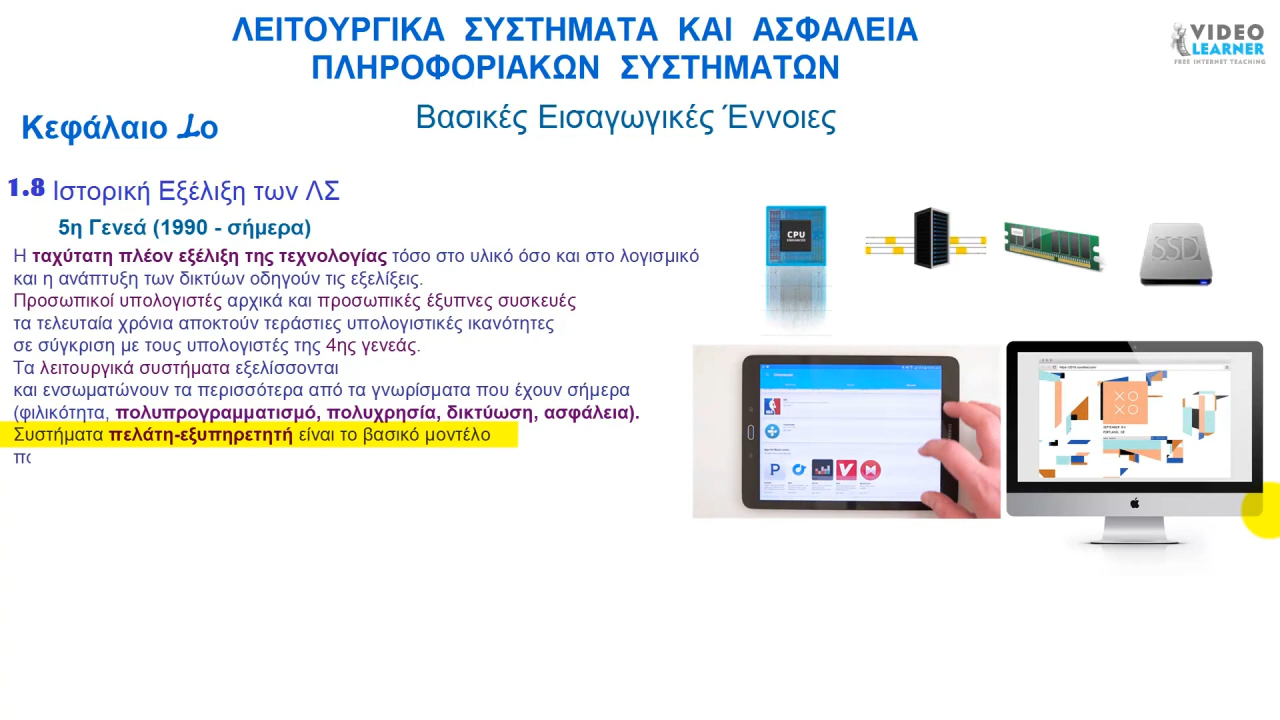 ΛΕΙΤΟΥΡΓΙΚΑ ΣΥΣΤΗΜΑΤΑ ΚΑΙ ΑΣΦΑΛΕΙΑ
ΠΛΗΡΟΦΟΡΙΑΚΩΝ ΣΥΣΤΗΜΑΤΩΝ
VIDEO
LEARNER
FREE INTERNET TEACHING
Βασικές Εισαγωγικές Έννοιες
Κεφάλαιο 1ο
1.8 Ιστορική Εξέλιξη των ΛΣ
5η Γενεά (1990 - σήμερα)
Η ταχύτατη πλέον εξέλιξη της τεχνολογίας τόσο στο υλικό όσο και στο λογισμικό
και η ανάπτυξη των δικτύων οδηγούν τις εξελίξεις.
Προσωπικοί υπολογιστές αρχικά και προσωπικές έξυπνες συσκευές
τα τελευταία χρόνια αποκτούν τεράστιες υπολογιστικές ικανότητες
σε σύγκριση με τους υπολογιστές της 4ης γενεάς.
Τα λειτουργικά συστήματα εξελίσσονται
και ενσωματώνουν τα περισσότερα από τα γνωρίσματα που έχουν σήμερα
(φιλικότητα, πολυπρογραμματισμό, πολυχρησία, δικτύωση, ασφάλεια).
Συστήματα πελάτη-εξυπηρετητή είναι το βασικό μοντέλο
CPU
SSD